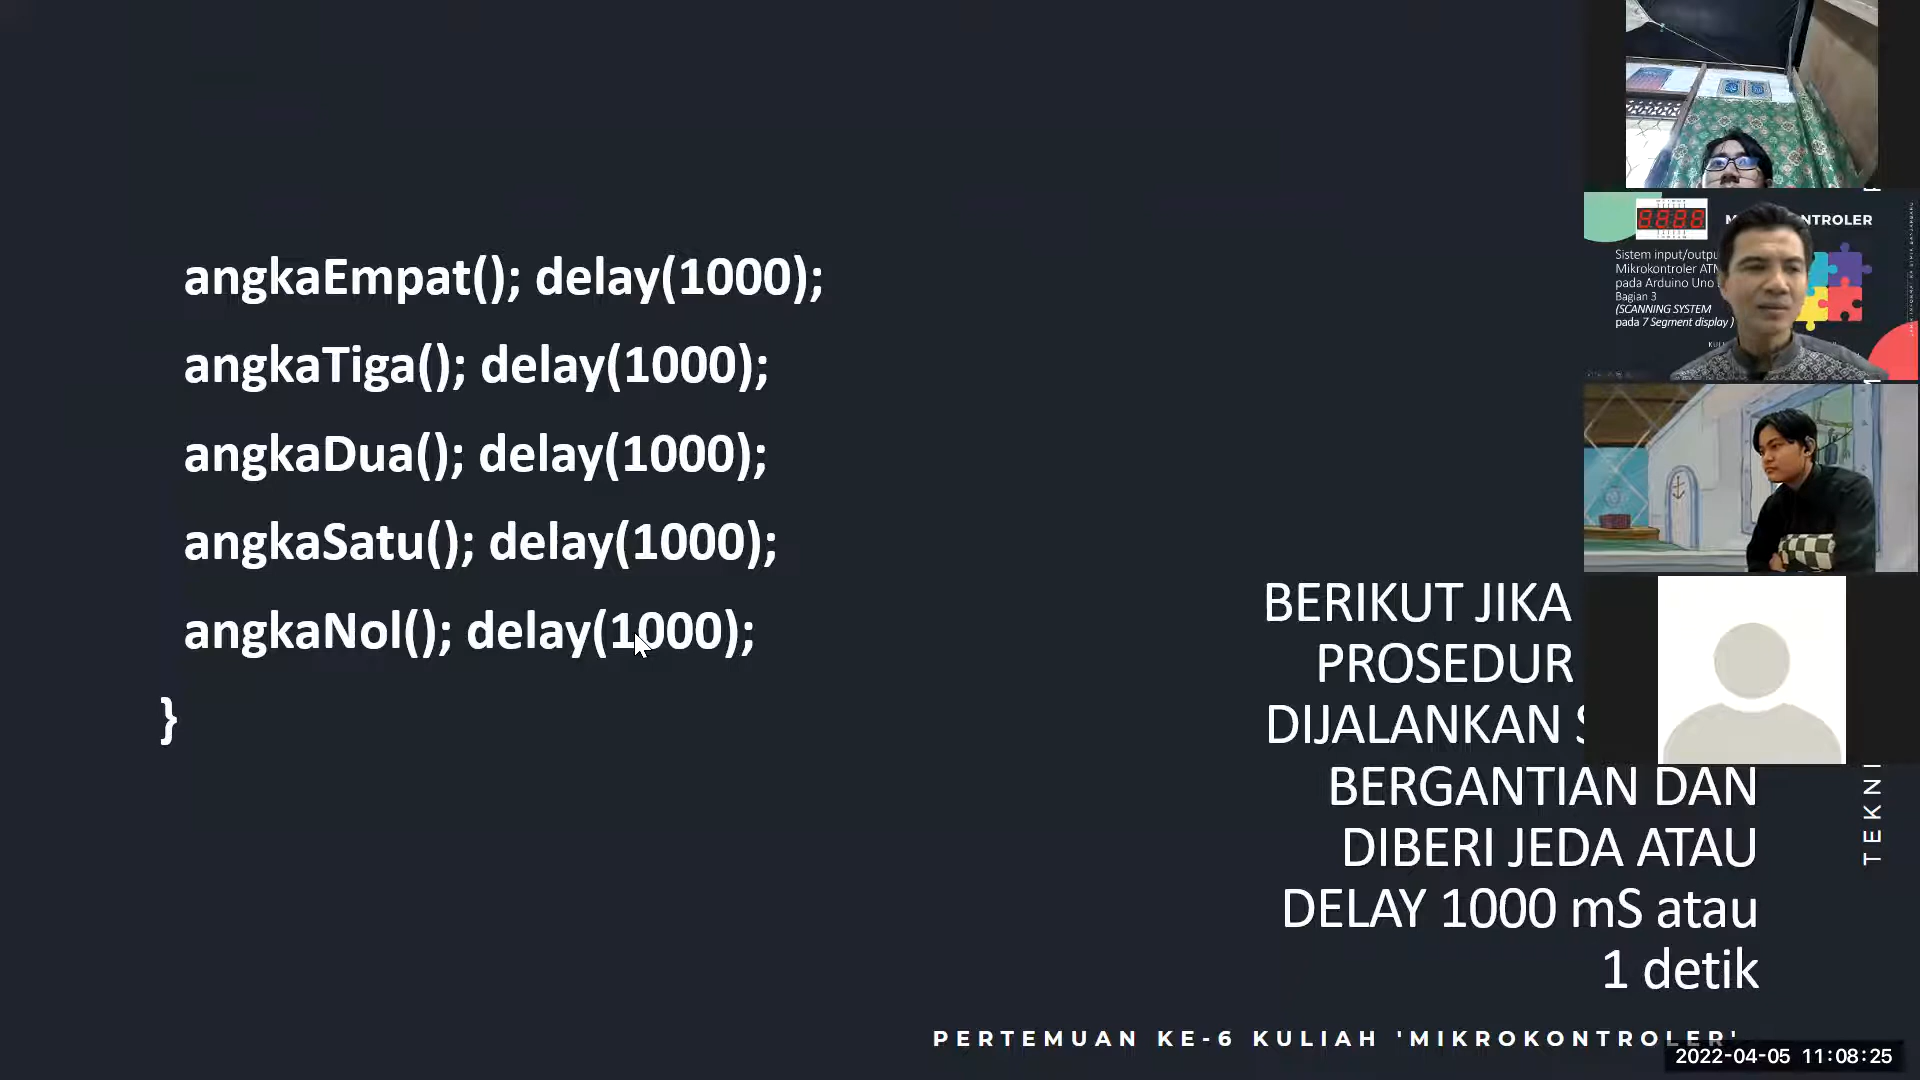 angkaEmpat(); delay(1000);
angkaTiga(); delay(1000);
angkaDua(); delay(1000);
angkaSatu(); delay(1000);
angkaNol(); delay(1000);
}
BERIKUT JIKA
PROSEDUR
DIJALANKAN
BERGANTIAN DAN
DIBERI JEDA ATAU
DELAY 1000 mS atau
1 detik
PERTEMUAN KE-6 KULIAH 'MIKROKONTROLER'
TEKNI
Sistem input/outpu
Mikrokontroler ATM
pada Arduino Uno
Bagian 3
(SCANNING SYSTEM
pada 7 Segment display )
2022-04-05 11:08:25